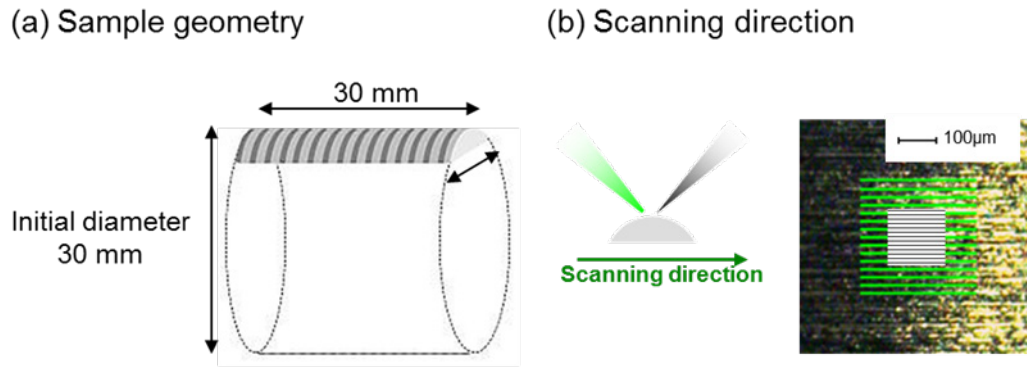 (a) Sample geometry
(b) Scanning direction
30 mm
100µm
Initial diameter
30 mm
Scanning direction